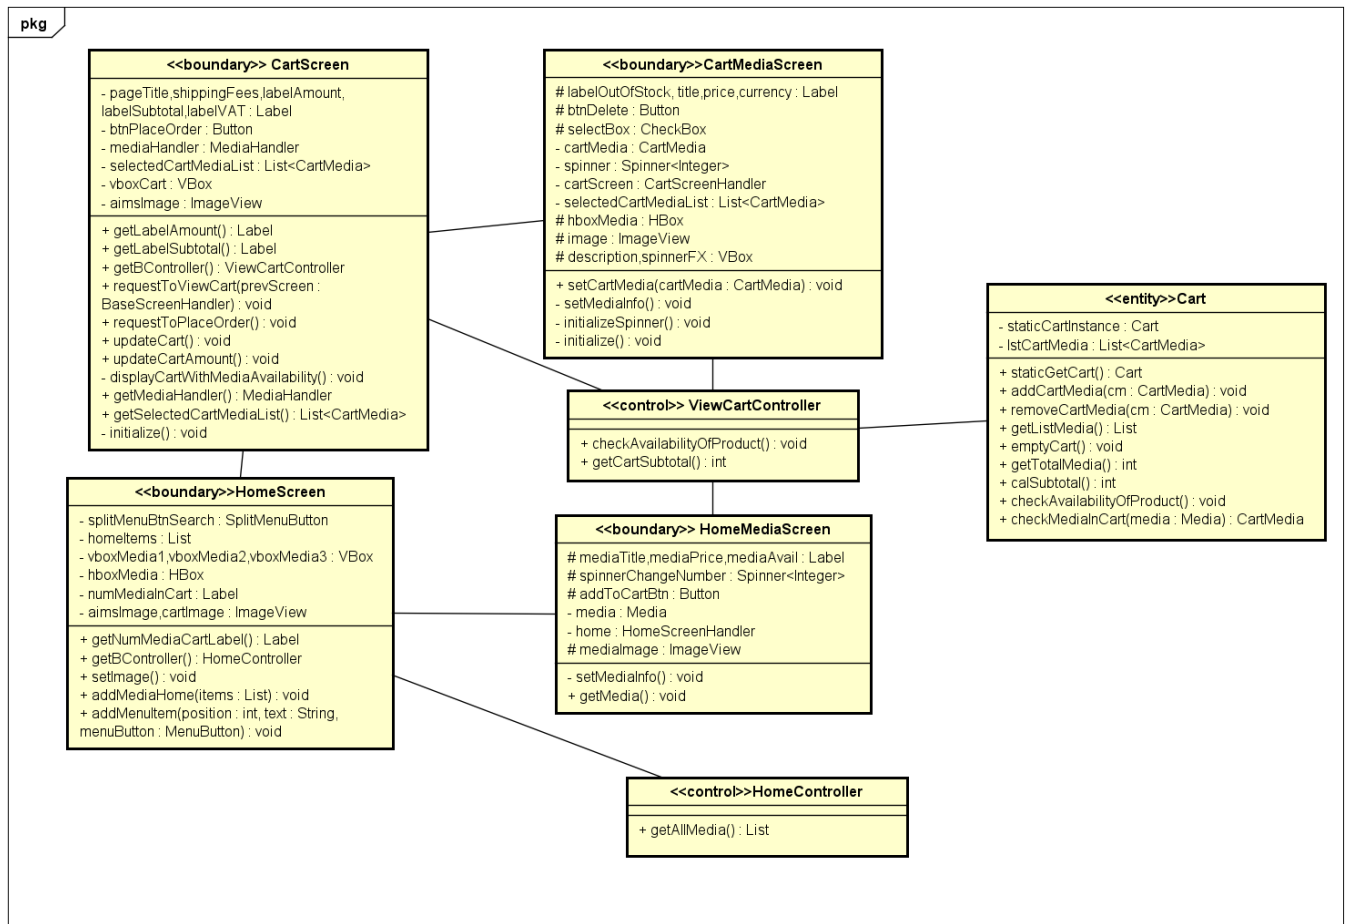 pkg
<<boundary>> CartScreen
- pageTitle,shippingFees,labelAmount,
labelSubtotal,labelVAT : Label
- btnPlaceOrder : Button
- mediaHandler : MediaHandler
- selectedCartMediaList : List<CartMedia>
- vboxCart : VBox
- aimsImage : ImageView
+ getLabelAmount() : Label
+ getLabelSubtotal() : Label
+ getBController() : ViewCartController
+ requestToViewCart(prevScreen :
BaseScreenHandler) : void
+ requestToPlaceOrder() : void
+ updateCart() : void
+ updateCartAmount() : void
- displayCartWithMediaAvailability() : void
+ getMediaHandler() : MediaHandler
+ getSelectedCartMediaList() : List<CartMedia>
- initialize() : void
<<boundary>>CartMediaScreen
# labelOutOfStock, title,price,currency : Label
# btnDelete : Button
# selectBox : CheckBox
- cartMedia : CartMedia
- spinner : Spinner<Integer>
- cartScreen : CartScreenHandler
- selectedCartMediaList : List<CartMedia>
# hboxMedia : HBox
# image : ImageView
# description,spinnerFX : VBox
+ setCartMedia(cartMedia : CartMedia) : void
- setMediaInfo() : void
- initializeSpinner() : void
- initialize() : void
<<entity>>Cart
- staticCartInstance : Cart
- lstCartMedia : List<CartMedia>
+ staticGetCart() : Cart
+ addCartMedia(cm : CartMedia) : void
+ removeCartMedia(cm : CartMedia) : void
+ getListMedia() : List
+ emptyCart() : void
+ getTotalMedia() : int
+ calSubtotal() : int
+ checkAvailabilityOfProduct() : void
+ checkMediaInCart(media : Media) : CartMedia
<<control>> ViewCartController
+ checkAvailabilityOfProduct() : void
+ getCartSubtotal() : int
<<boundary>>HomeScreen
- splitMenuBtnSearch : SplitMenuButton
- homeItems : List
- vboxMedia1,vboxMedia2,vboxMedia3 : VBox
- hboxMedia : HBox
- numMediaInCart : Label
- aimsImage,cartImage : ImageView
+ getNumMediaCartLabel() : Label
+ getBController() : HomeController
+ setImage() : void
+ addMediaHome(items : List) : void
+ addMenuItem(position : int, text : String,
menuButton : MenuButton) : void
<<boundary>> HomeMediaScreen
# mediaTitle,mediaPrice,mediaAvail : Label
# spinnerChangeNumber : Spinner<Integer>
# addToCartBtn : Button
- media : Media
- home : HomeScreenHandler
# mediaImage : ImageView
- setMediaInfo() : void
+ getMedia() : void
<<control>>HomeController
+ getAllMedia() : List